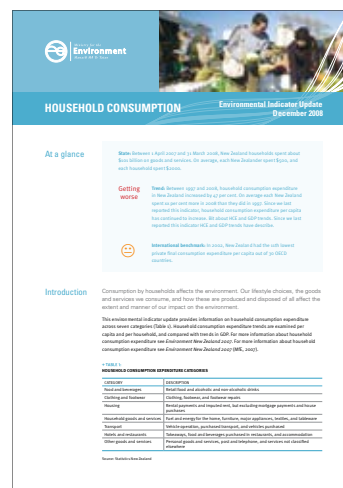 Ministry for the
Environment
Manatū Mō Te Taiao
HOUSEHOLD CONSUMPTION
Environmental Indicator Update
December 2008
At a glance
State: Between 1 April 2007 and 31 March 2008, New Zealand households spent about
billion on goods and services. On average, each New Zealander spent and
each household spent
Getting
worse
Trend: Between 1997 and 2008, household consumption expenditure
in New Zealand increased by 47 per cent. On average each New Zealand
spent per cent more in 2008 than they did in 1997. Since we last
reported this indicator, household consumption expenditure per capita
has continued to increase. Bit about HCE and GDP trends. Since we last
reported this indicator HCE and GDP trends have describe.
International benchmark: In 2002, New Zealand had the lowest
private final consumption expenditure per capita out of 30 OECD
countries.
Introduction
Consumption by households affects the environment. Our lifestyle choices, the goods
and services we consume, and how these are produced and disposed of all affect the
extent and manner of our impact on the environment.
This environmental indicator update provides information on household consumption expenditure
across seven categories (Table 1). Household consumption expenditure trends are examined per
capita and per household, and compared with trends in GDP. For more information about household
consumption expenditure see Environment New Zealand 2007. For more information about household
consumption expenditure see Environment New Zealand 2007 (MfE, 2007).
TABLE 1
HOUSEHOLD CONSUMPTION EXPENDITURE CATEGORIES
CATEGORY DESCRIPTION
Food and beverages Retail food and alcoholic and non-alcoholic drinks
Clothing and footwear Clothing, footwear, and footwear repairs
Housing Rental payments and imputed rent, but excluding mortgage payments and house
purchases
Household goods and services Fuel and energy for the home, furniture, major appliances, textiles, and tableware
Transport Vehicle operation, purchased transport, and vehicles purchased
Hotels and restaurants Takeaways, food and beverages purchased in restaurants, and accommodation
Other goods and services Personal goods and services, post and telephone, and services not classified
elsewhere
Source: Statistics New Zealand